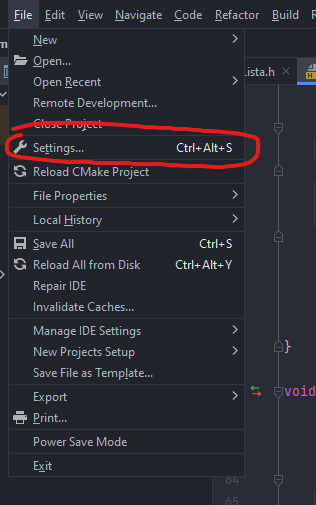 File Edit View Navigate Code Refactor Build
New
Open...
ista.h
Open Recent
Remote Development...
Close Project
Settings... Ctrl+Alt+S
Reload CMake Project
File Properties
Local History
Save All Ctrl+S
Reload All from Disk Ctrl+Alt+Y
Repair IDE
Invalidate Caches...
Manage IDE Settings
}
New Projects Setup
Save File as Template...
void
Export
Print...
Power Save Mode
Exit
64
65